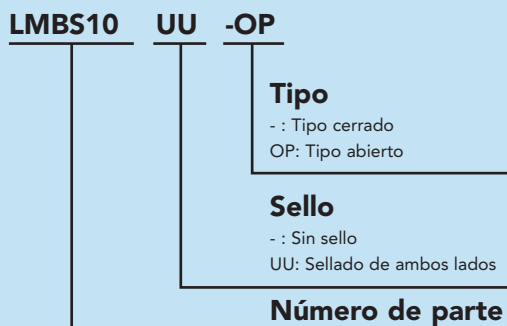 LMBS10 UU -OP
Tipo
- : Tipo cerrado
OP: Tipo abierto
Sello
- : Sin sello
UU: Sellado de ambos lados
Número de parte